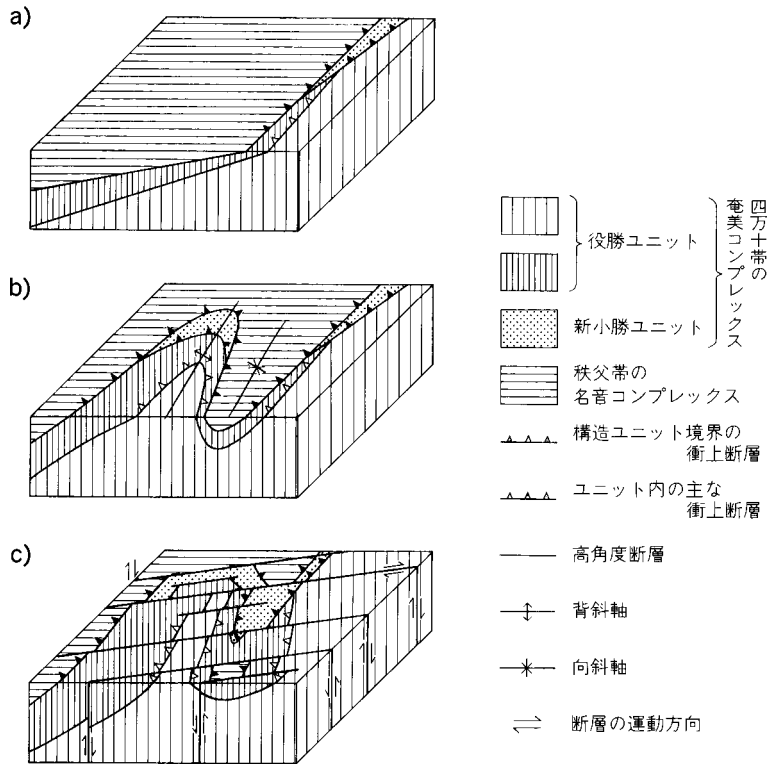 a)
b)
c)
役勝ユニット
四万十帯の
奄美コンプレックス
新小勝ユニット
秩父帯の
名音コンプレックス
構造ユニット境界の
衝上断層
ユニット内の主な
衝上断層
高角度断層
背斜軸
向斜軸
断層の運動方向